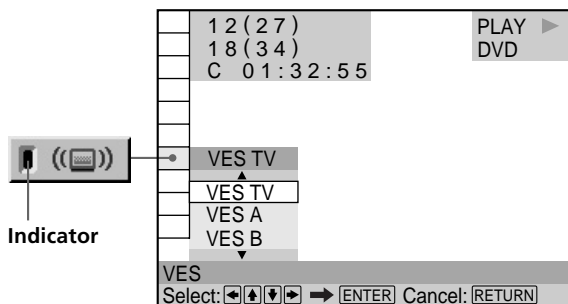 12(27)
18(34)
C 01:32:55
PLAY
DVD
VES TV
VES TV
VES A
VES B
Indicator
VES
Select: ENTER Cancel: RETURN